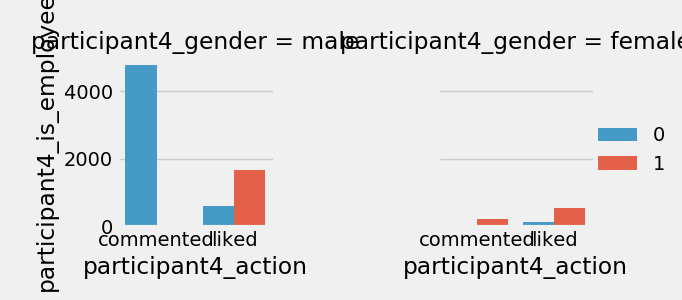 participant4_gender = male
participant4_gender = female
participant4_is_employee
4000
2000
0
commented
liked
commented
liked
participant4_action
participant4_action
0
1